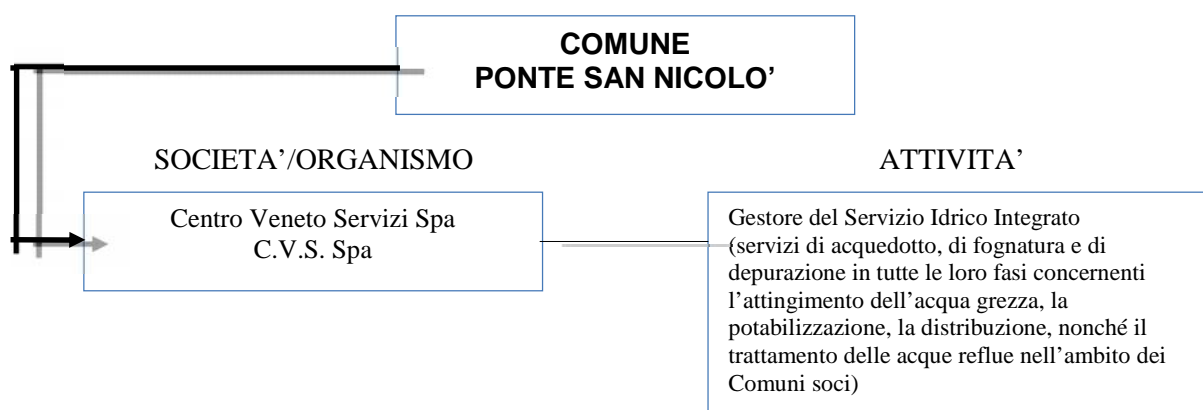 COMUNE
PONTE SAN NICOLO’
SOCIETA’/ORGANISMO
ATTIVITA’
Centro Veneto Servizi Spa
C.V.S. Spa
Gestore del Servizio Idrico Integrato
(servizi di acquedotto, di fognatura e di
depurazione in tutte le loro fasi concernenti
l’attingimento dell’acqua grezza, la
potabilizzazione, la distribuzione, nonché il
trattamento delle acque reflue nell’ambito dei
Comuni soci)